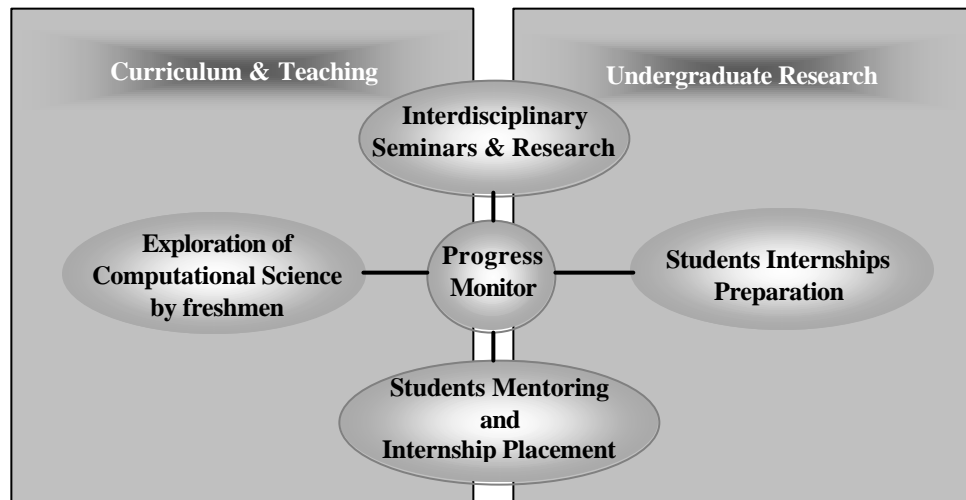 Curriculum & Teaching
Undergraduate Research
Interdisciplinary
Seminars & Research
Exploration of
Computational Science
by freshmen
Progress
Monitor
Students Internships
Preparation
Students Mentoring
and
Internship Placement